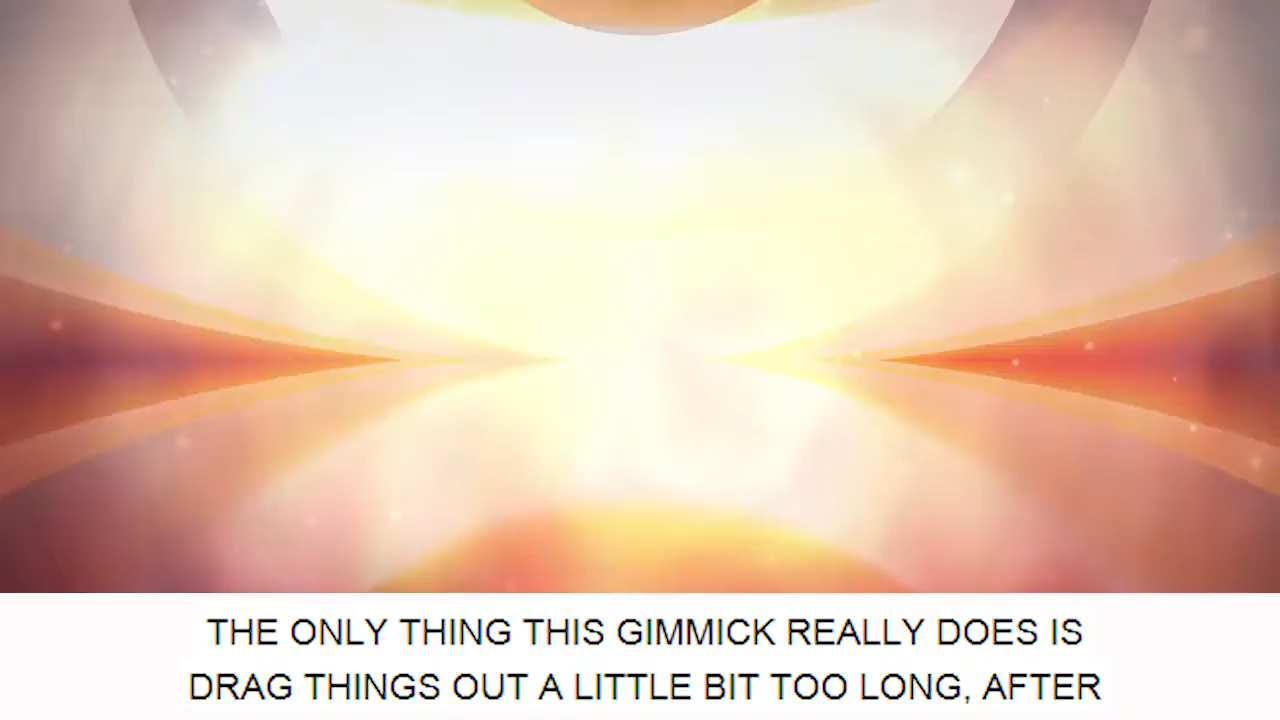 THE ONLY THING THIS GIMMICK REALLY DOES IS
DRAG THINGS OUT A LITTLE BIT TOO LONG, AFTER